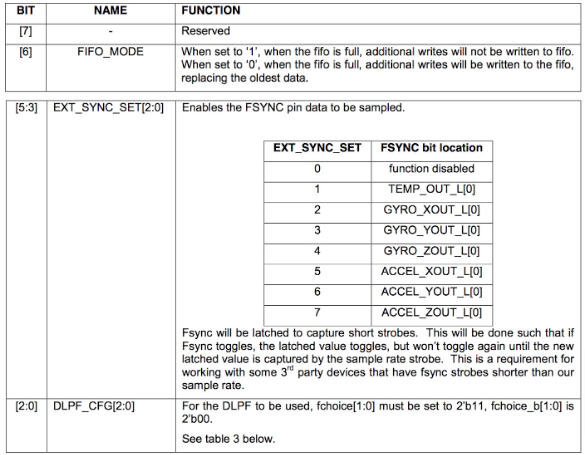 BIT NAME FUNCTION
[7] - Reserved
[6] FIFO_MODE When set to ‘1’, when the fifo is full, additional writes will not be written to fifo.
When set to ‘0’, when the fifo is full, additional writes will be written to the fifo,
replacing the oldest data.
[5:3] EXT_SYNC_SET[2:0] Enables the FSYNC pin data to be sampled.
EXT_SYNC_SET FSYNC bit location
0 function disabled
1 TEMP_OUT_L[0]
2 GYRO_XOUT_L[0]
3 GYRO_YOUT_L[0]
4 GYRO_ZOUT_L[0]
5 ACCEL_XOUT_L[0]
6 ACCEL_YOUT_L[0]
7 ACCEL_ZOUT_L[0]
Fsync will be latched to capture short strobes. This will be done such that if
Fsync toggles, the latched value toggles, but won’t toggle again until the new
latched value is captured by the sample rate strobe. This is a requirement for
working with some 3rd party devices that have fsync strobes shorter than our
sample rate.
[2:0] DLPF_CFG[2:0] For the DLPF to be used, fchoice[1:0] must be set to 2’b11, fchoice_b[1:0] is
2’b00.
See table 3 below.